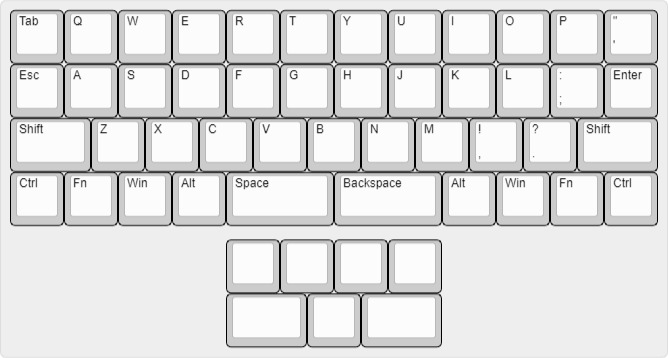 Tab Q W E R T Y U I O P "
'
Esc A S D F G H J K L : Enter
;
Shift Z X C V B N M ! ? Shift
, .
Ctrl Fn Win Alt Space Backspace Alt Win Fn Ctrl